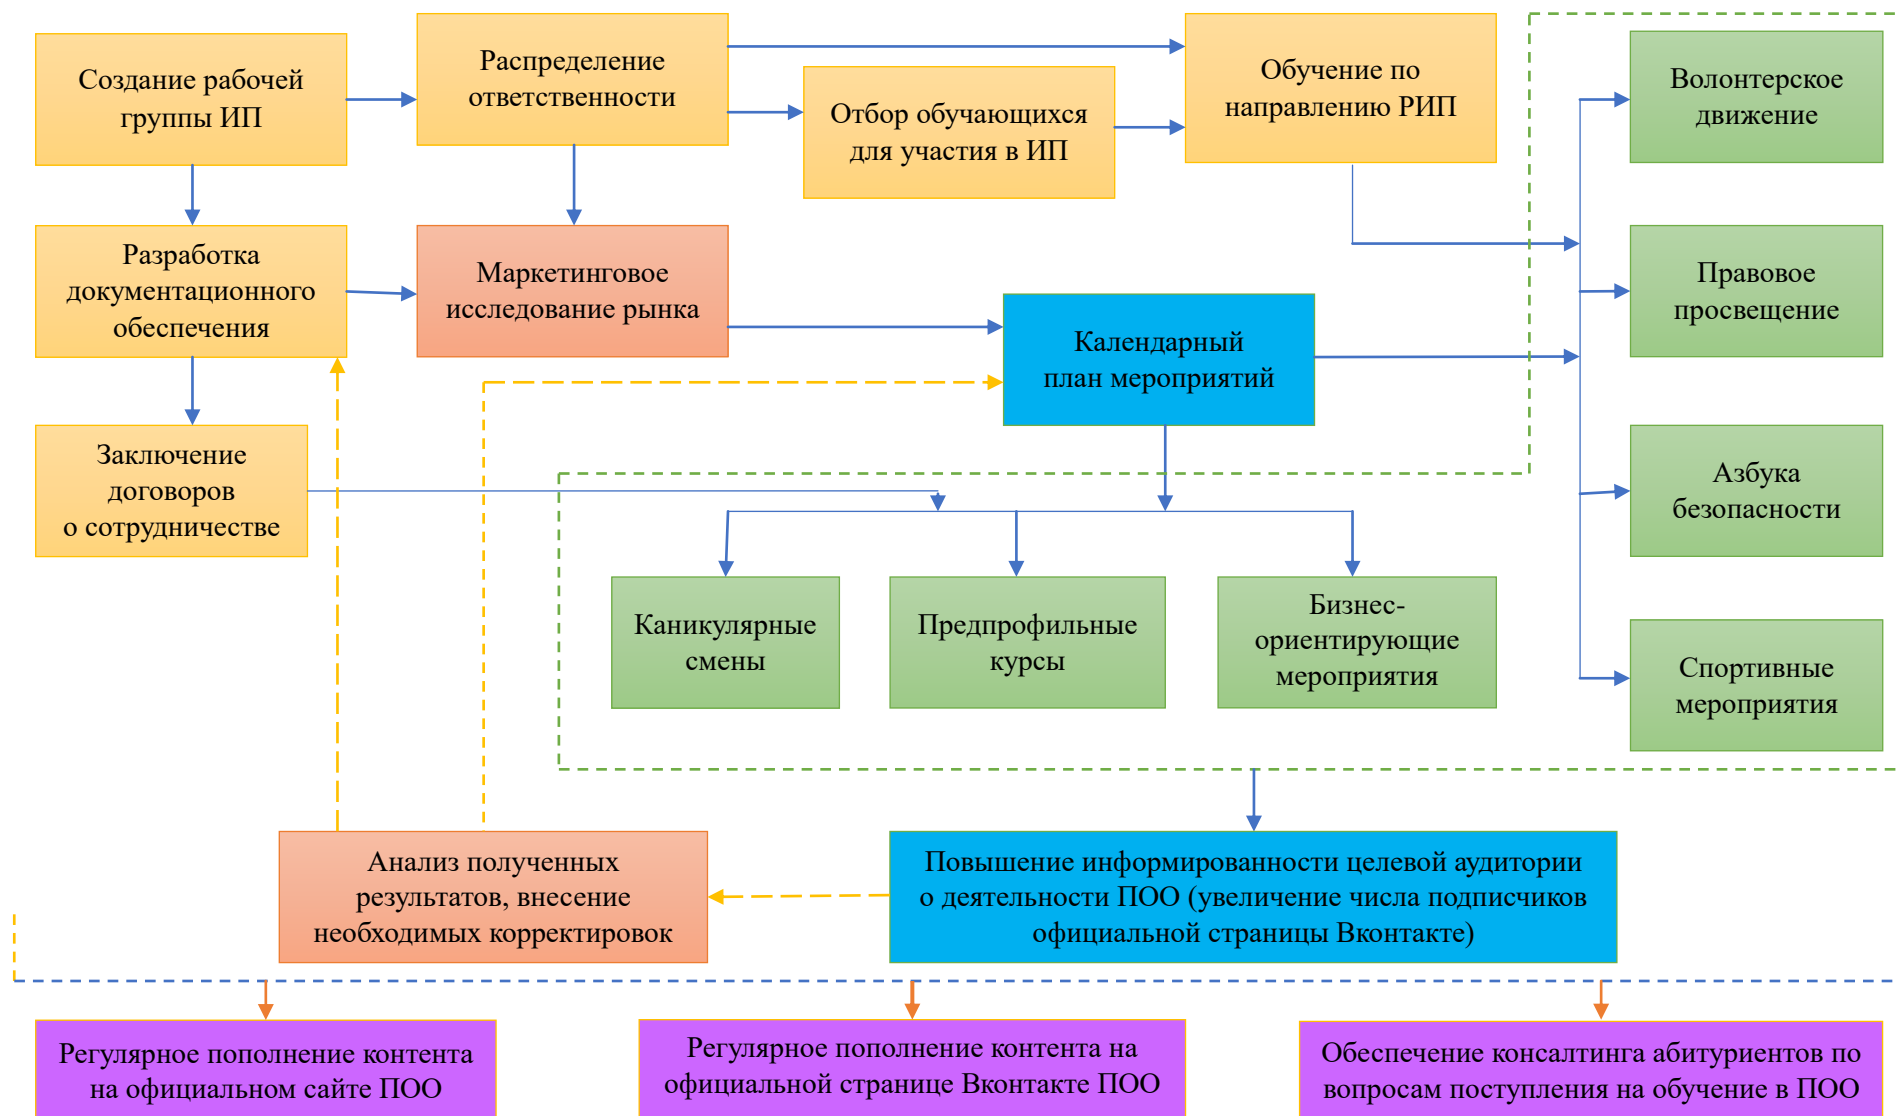 Создание рабочей
группы ИП
Распределение
ответственности
Отбор обучающихся
для участия в ИП
Обучение по
направлению РИП
Волонтерское
движение
Разработка
документационного
обеспечения
Маркетинговое
исследование рынка
Календарный
план мероприятий
Правовое
просвещение
Заключение
договоров
о сотрудничестве
Азбука
безопасности
Каникулярные
смены
Предпрофильные
курсы
Бизнес-
ориентирующие
мероприятия
Спортивные
мероприятия
Анализ полученных
результатов, внесение
необходимых корректировок
Повышение информированности целевой аудитории
о деятельности ПОО (увеличение числа подписчиков
официальной страницы Вконтакте)
Регулярное пополнение контента
на официальном сайте ПОО
Регулярное пополнение контента на
официальной странице Вконтакте ПОО
Обеспечение консалтинга абитуриентов по
вопросам поступления на обучение в ПОО